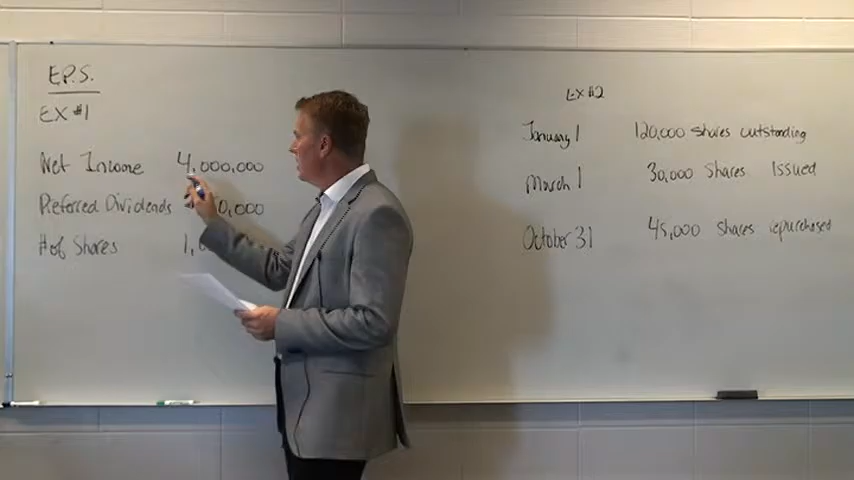 E.P.S.
EX #1
Net Income 4,000,000
Preferred Dividends
# of Shares
EX #2
January 1 120,000 shares outstanding
March 1 30,000 shares Issued
October 31 45,000 shares repurchased